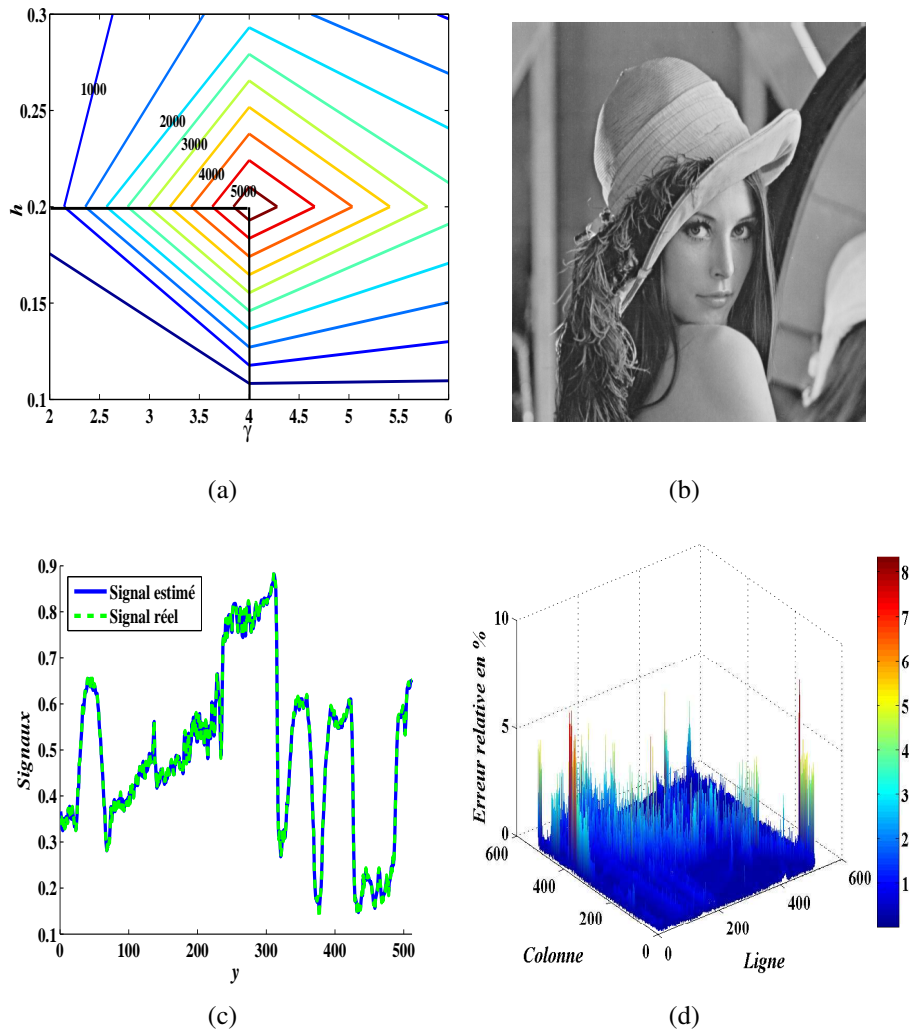 0.3
0.25
0.2
0.15
0.1
h
1000
2000
3000
4000
5000
2 2.5 3 3.5 4 4.5 5 5.5 6
γ
(a)
(b)
0.9
0.8
0.7
0.6
0.5
0.4
0.3
0.2
0.1
Signaux
Signal estimé
Signal réel
0 100 200 300 400 500
y
(c)
10
5
0
Erreur relative en %
600
400
200
0
Colonne
0
200
400
600
Ligne
8
7
6
5
4
3
2
1
(d)